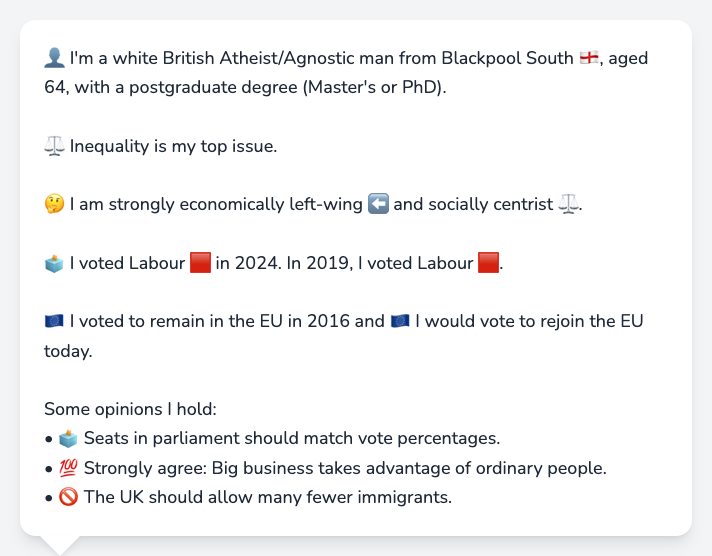 👤 I'm a white British Atheist/Agnostic man from Blackpool South 🏴󠁧󠁢󠁥󠁮󠁧󠁿, aged
64, with a postgraduate degree (Master's or PhD).
⚖️ Inequality is my top issue.
🤔 I am strongly economically left-wing ⬅️ and socially centrist ⚖️.
🗳️ I voted Labour 🟥 in 2024. In 2019, I voted Labour 🟥.
🇪🇺 I voted to remain in the EU in 2016 and 🇪🇺 I would vote to rejoin the EU
today.
Some opinions I hold:
• 🗳️ Seats in parliament should match vote percentages.
• 💯 Strongly agree: Big business takes advantage of ordinary people.
• 🚫 The UK should allow many fewer immigrants.